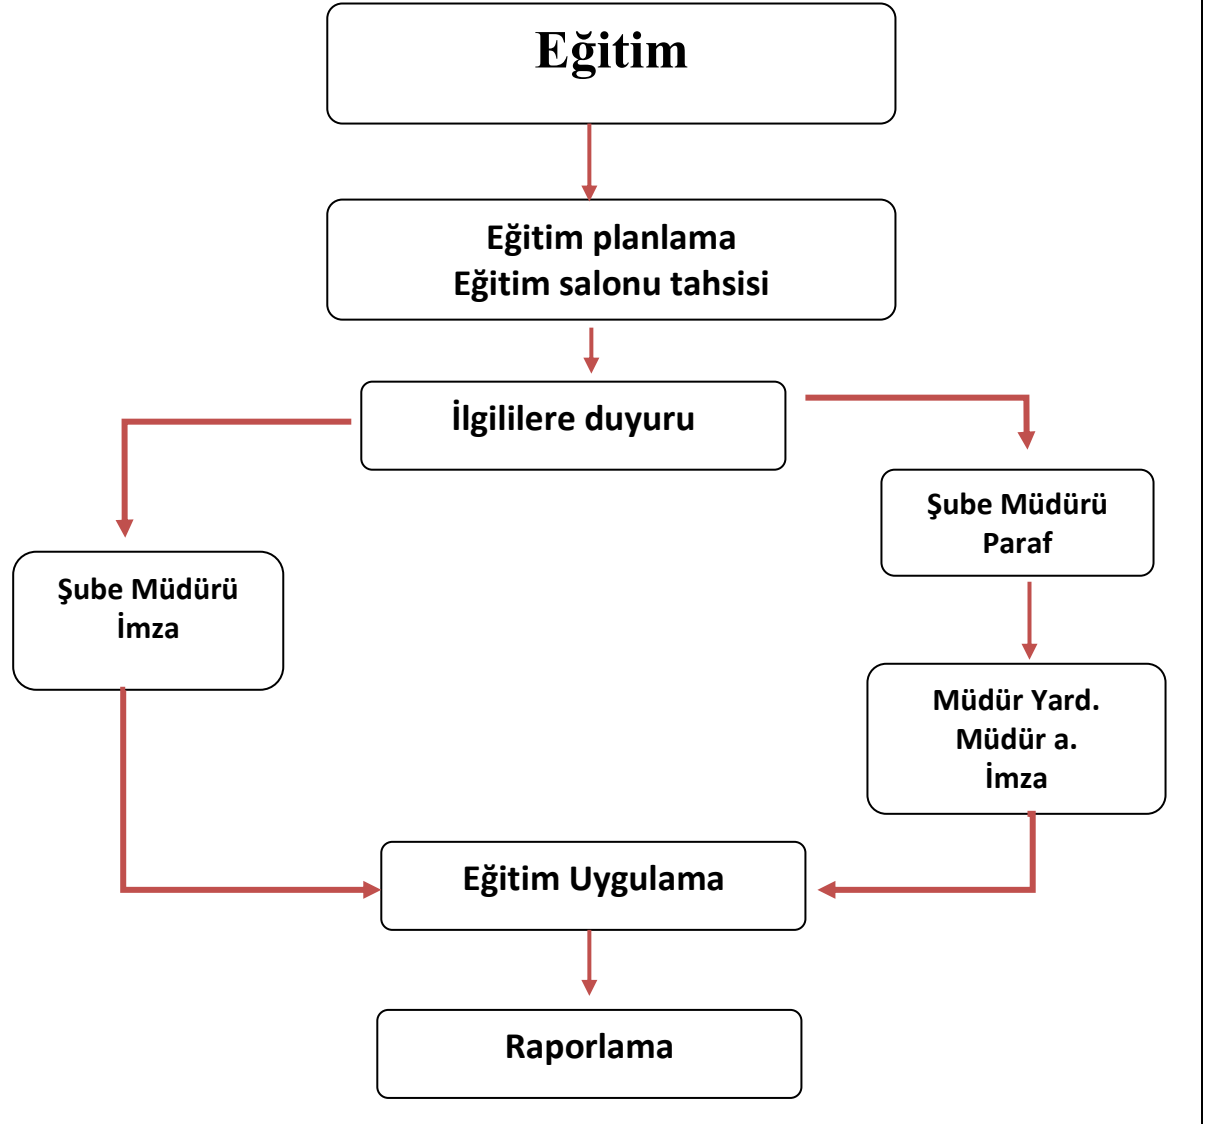 Eğitim
Eğitim planlama
Eğitim salonu tahsisi
İlgililere duyuru
Şube Müdürü
Paraf
Şube Müdürü
İmza
Müdür Yard.
Müdür a.
İmza
Eğitim Uygulama
Raporlama